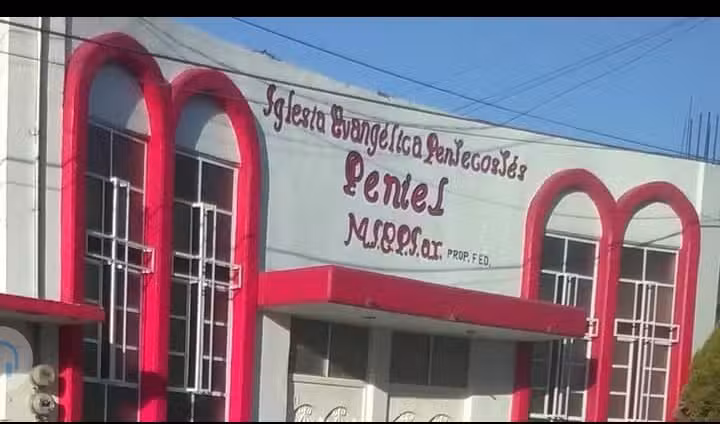 Iglesia Evangélica Pentecostés
Peniel
M.I.E.P.I. a.r. PROP. FED.